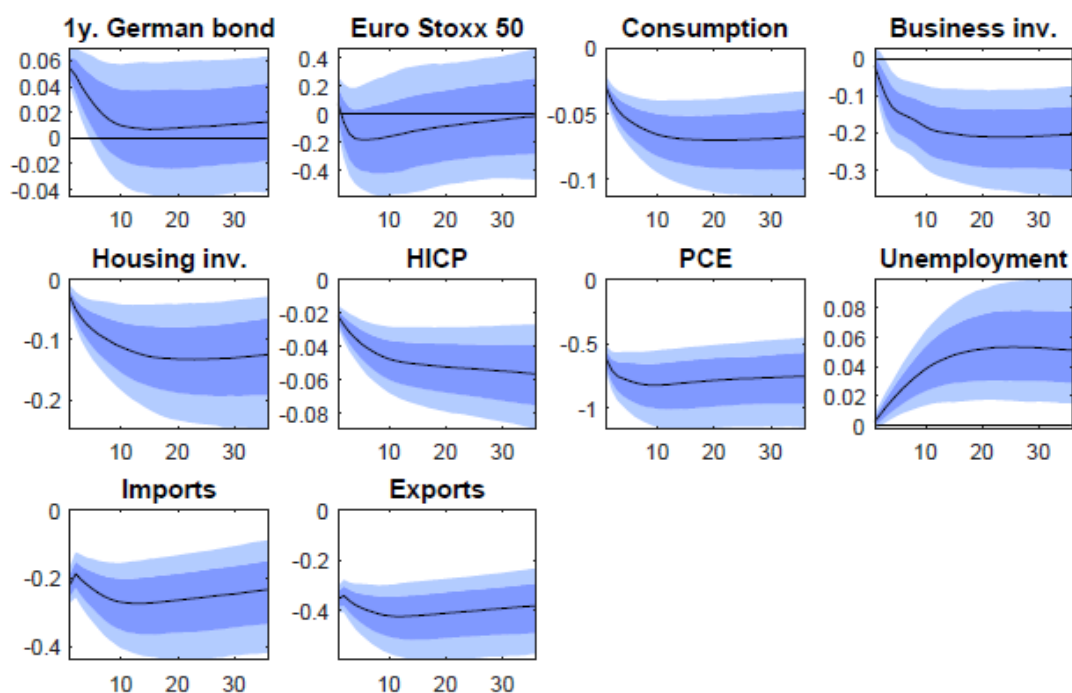 1y. German bond Euro Stoxx 50 Consumption Business inv.
0.06 0.4 0 0
0.04 0.2 -0.1
0.02 0 -0.05
0 -0.2 -0.2
-0.02 -0.4 -0.1 -0.3
-0.04
10 20 30 10 20 30 10 20 30 10 20 30
Housing inv. HICP PCE Unemployment
0 0 0 0.08
-0.02 0.06
-0.1 -0.04 -0.5 0.04
-0.06 0.02
-0.2 -0.08 -1 0
10 20 30 10 20 30 10 20 30 10 20 30
Imports Exports
0 0
-0.2 -0.2
-0.4 -0.4
10 20 30 10 20 30